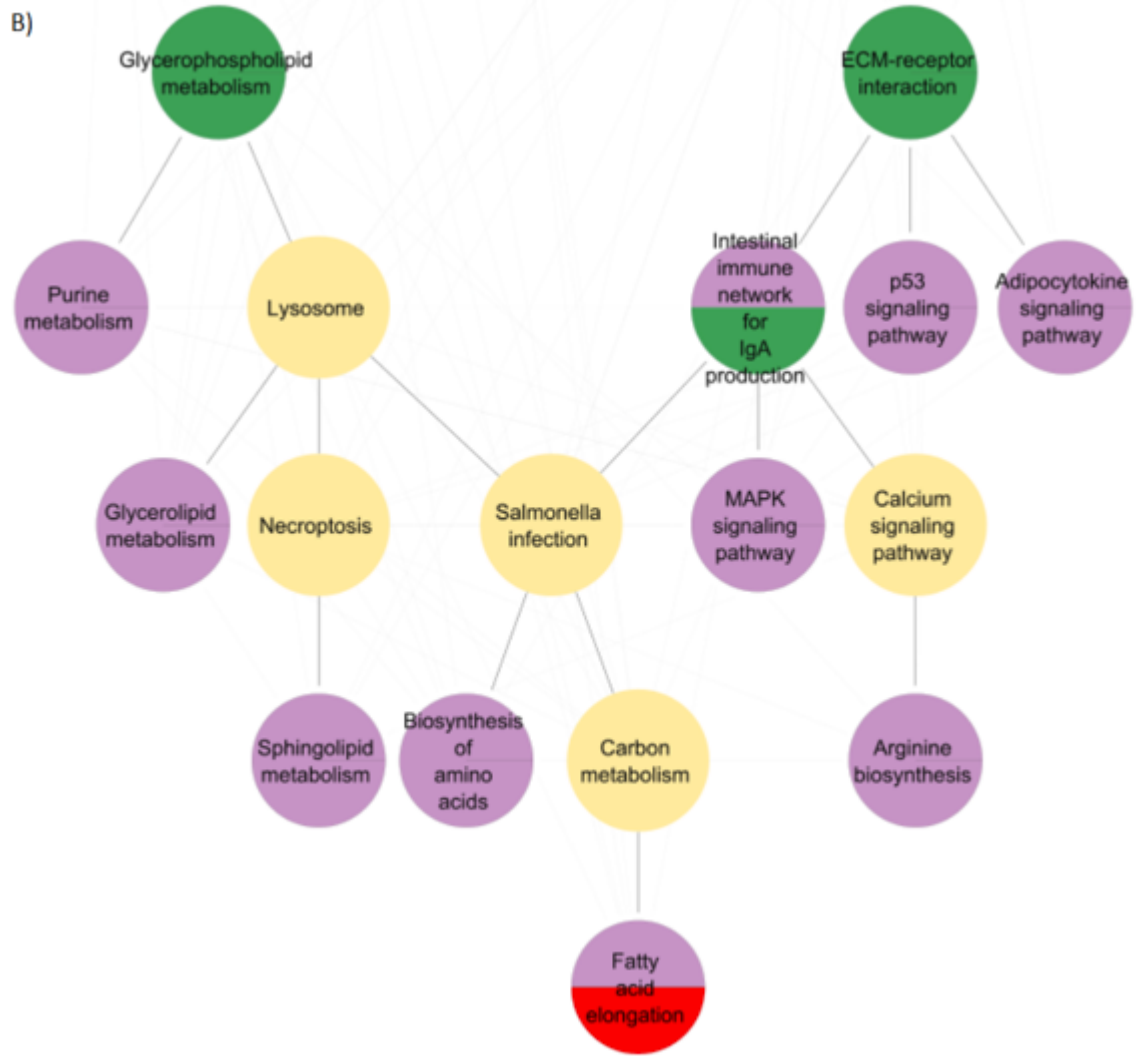 B)
Glycerophospholipid
metabolism
ECM-receptor
interaction
Purine
metabolism
Lysosome
Intestinal
immune
network
for
IgA
production
p53
signaling
pathway
Adipocytokine
signaling
pathway
Glycerolipid
metabolism
Necroptosis
Salmonella
infection
MAPK
signaling
pathway
Calcium
signaling
pathway
Sphingolipid
metabolism
Biosynthesis
of
amino
acids
Carbon
metabolism
Arginine
biosynthesis
Fatty
acid
elongation